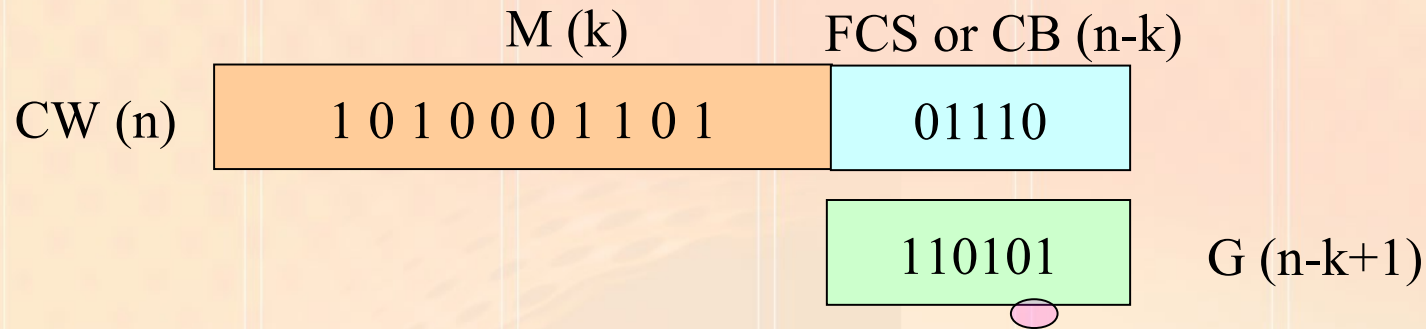 M (k) FCS or CB (n-k)
CW (n) 1 0 1 0 0 0 1 1 0 1 01110
110101 G (n-k+1)